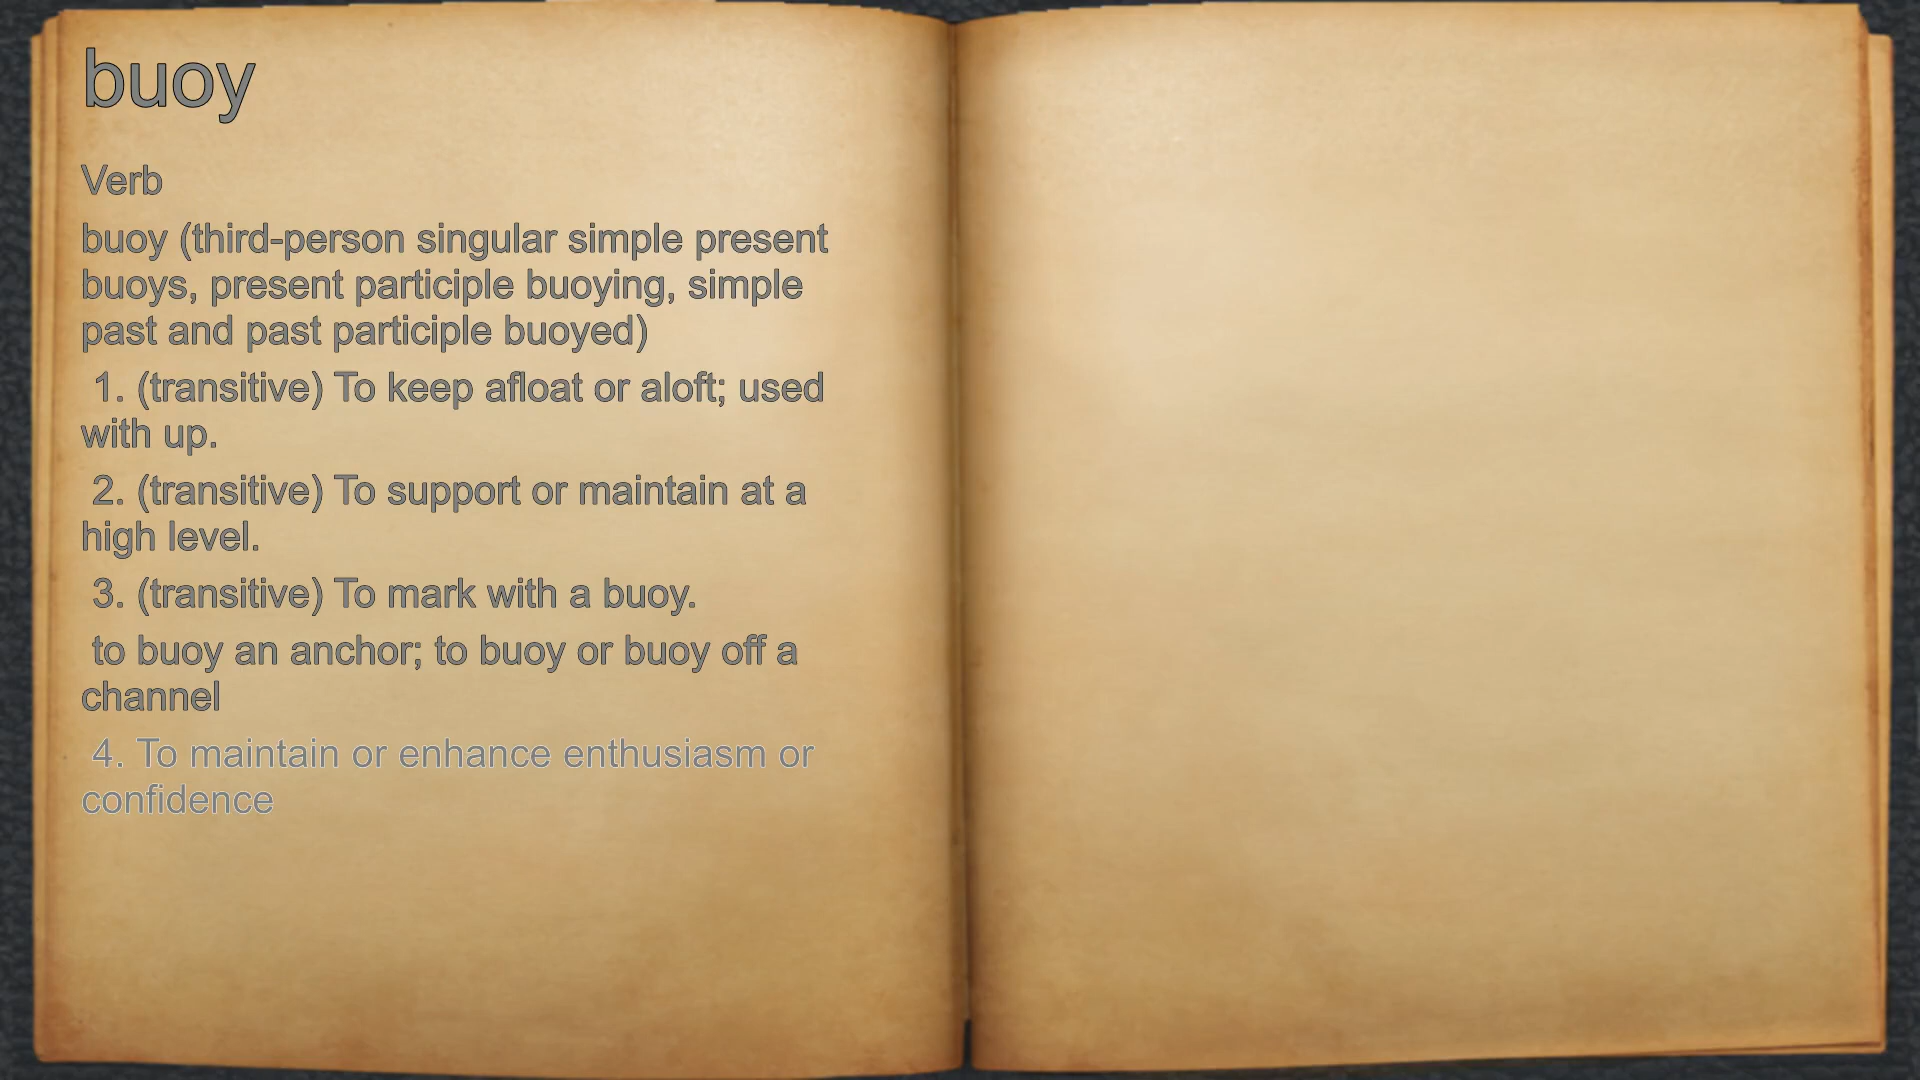 buoy
Verb
buoy (third-person singular simple present
buoys, present participle buoying, simple
past and past participle buoyed)
1. (transitive) To keep afloat or aloft; used
with up.
2. (transitive) To support or maintain at a
high level.
3. (transitive) To mark with a buoy.
to buoy an anchor; to buoy or buoy off a
channel
4. To maintain or enhance enthusiasm or
confidence